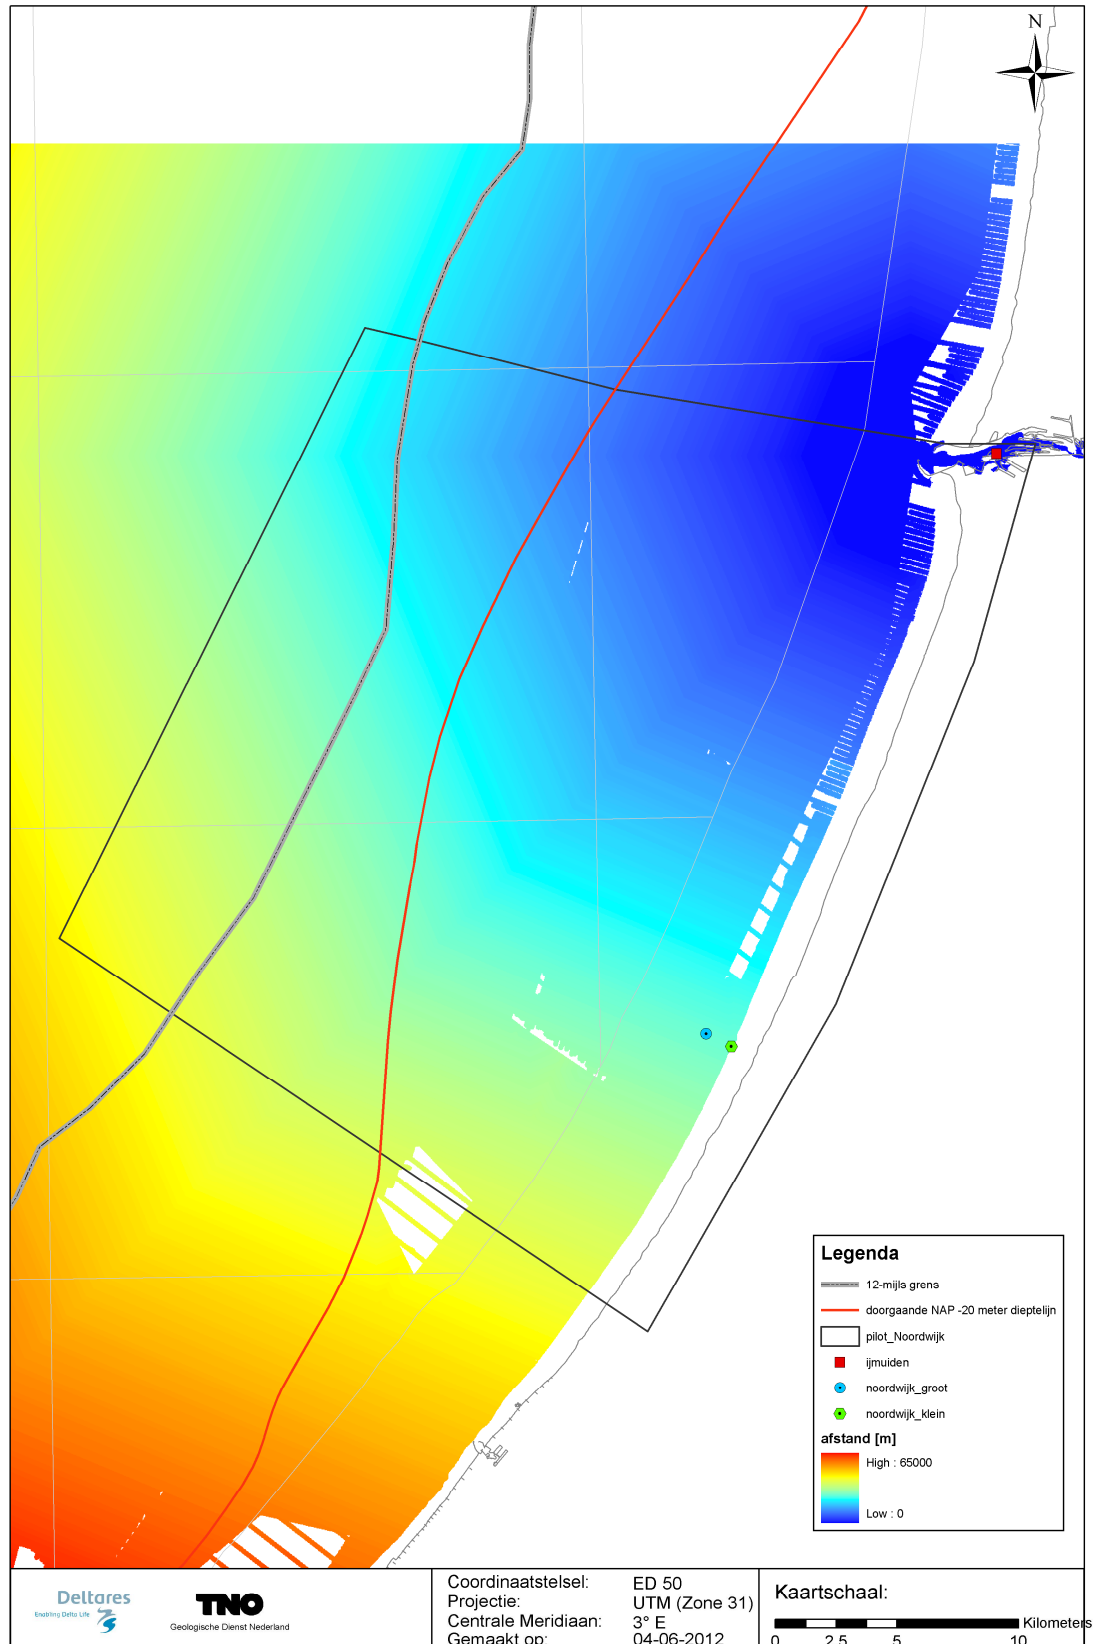 N
Legenda
12-mijls grens
doorgaande NAP -20 meter dieptelijn
pilot_Noordwijk
ijmuiden
noordwijk_groot
noordwijk_klein
afstand [m]
High : 65000
Low : 0
Deltares
Enabling Delta Life
TNO
Geologische Dienst Nederland
Coordinaatstelsel: ED 50
Projectie: UTM (Zone 31)
Centrale Meridiaan: 3° E
Gemaakt op: 04-06-2012
Kaartschaal:
Kilometers
0 2,5 5 10